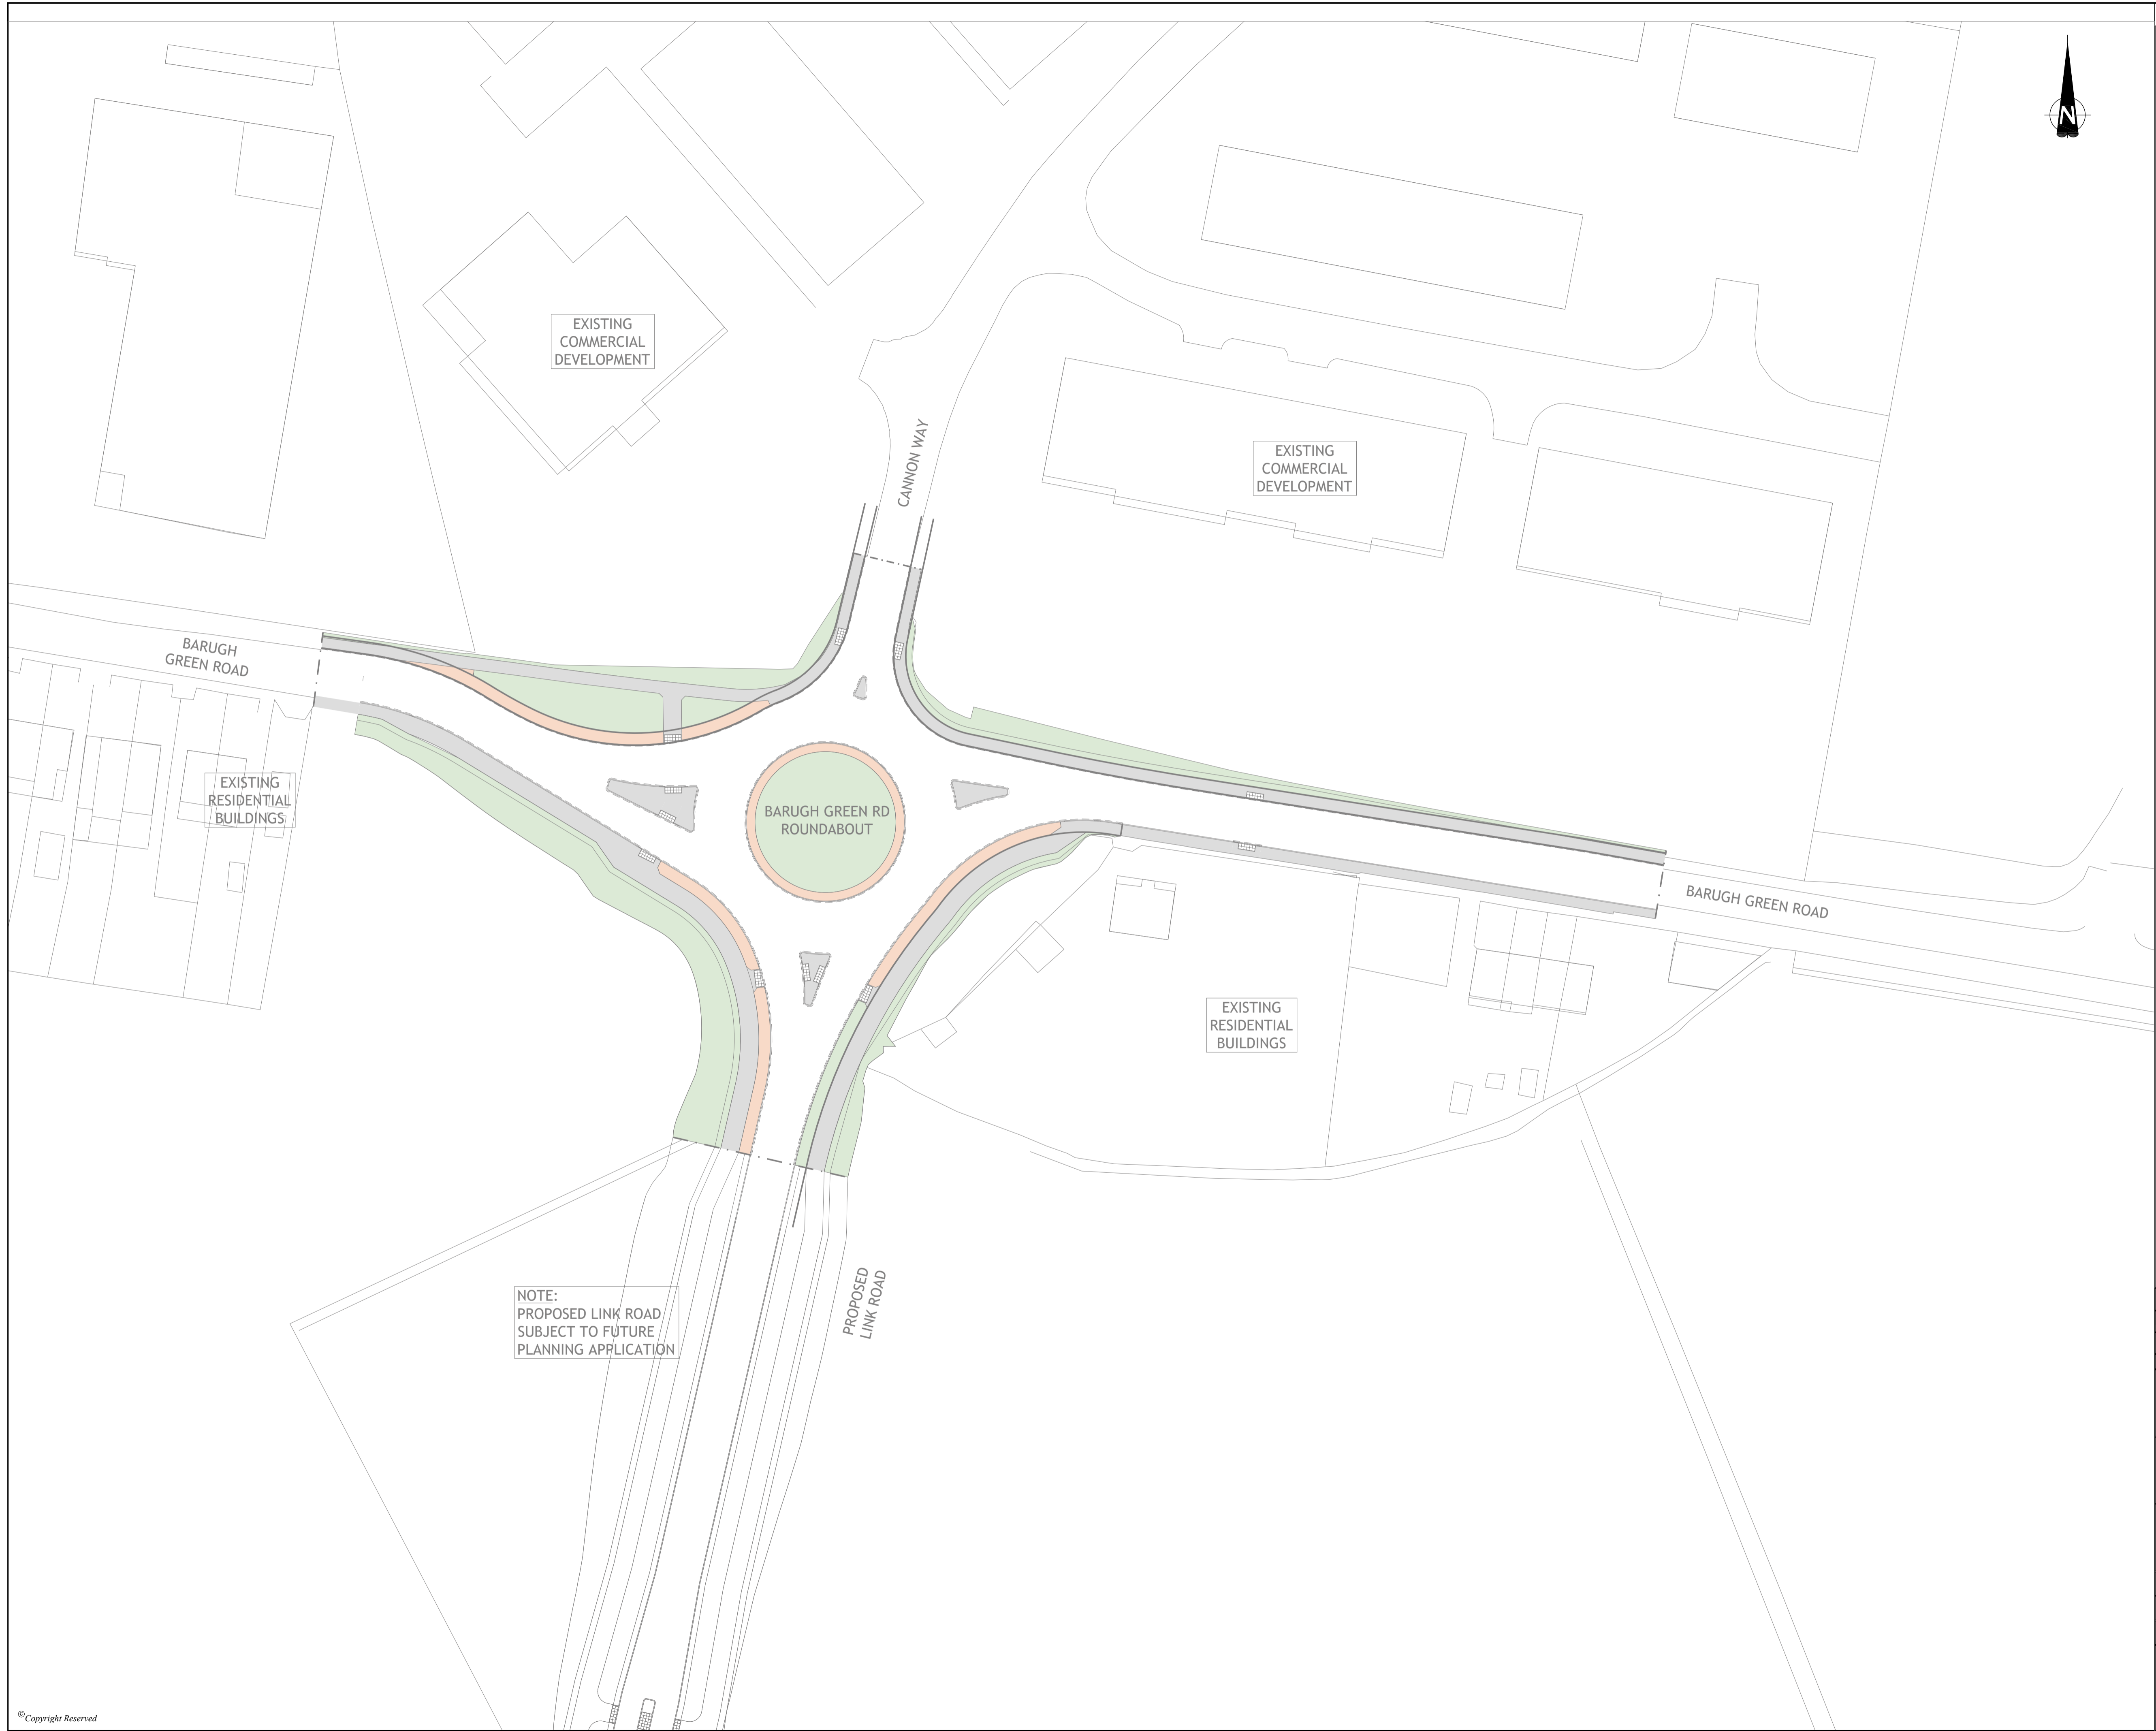 N
EXISTING
COMMERCIAL
DEVELOPMENT
CANNON WAY
EXISTING
COMMERCIAL
DEVELOPMENT
BARUGH
GREEN ROAD
EXISTING
RESIDENTIAL
BUILDINGS
BARUGH GREEN RD
ROUNDABOUT
BARUGH GREEN ROAD
EXISTING
RESIDENTIAL
BUILDINGS
NOTE:
PROPOSED LINK ROAD
SUBJECT TO FUTURE
PLANNING APPLICATION
PROPOSED
LINK ROAD
©Copyright Reserved